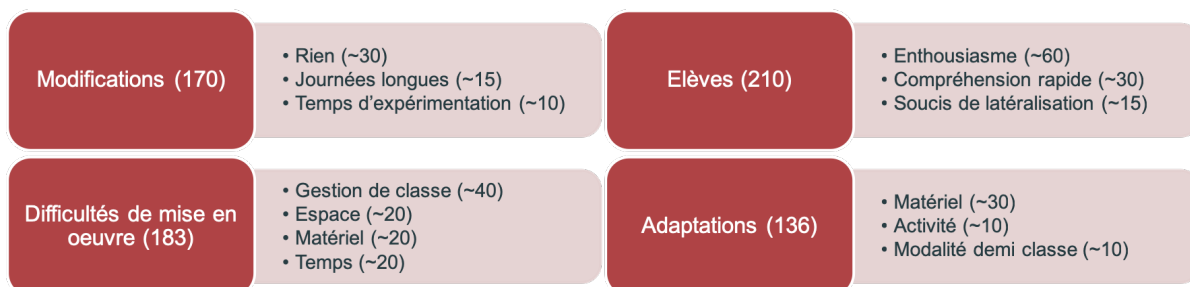 Modifications (170)
• Rien (~30)
• Journées longues (~15)
• Temps d'expérimentation (~10)
Elèves (210)
• Enthousiasme (~60)
• Compréhension rapide (~30)
• Soucis de latéralisation (~15)
Difficultés de mise en
oeuvre (183)
• Gestion de classe (~40)
• Espace (~20)
• Matériel (~20)
• Temps (~20)
Adaptations (136)
• Matériel (~30)
• Activité (~10)
• Modalité demi classe (~10)